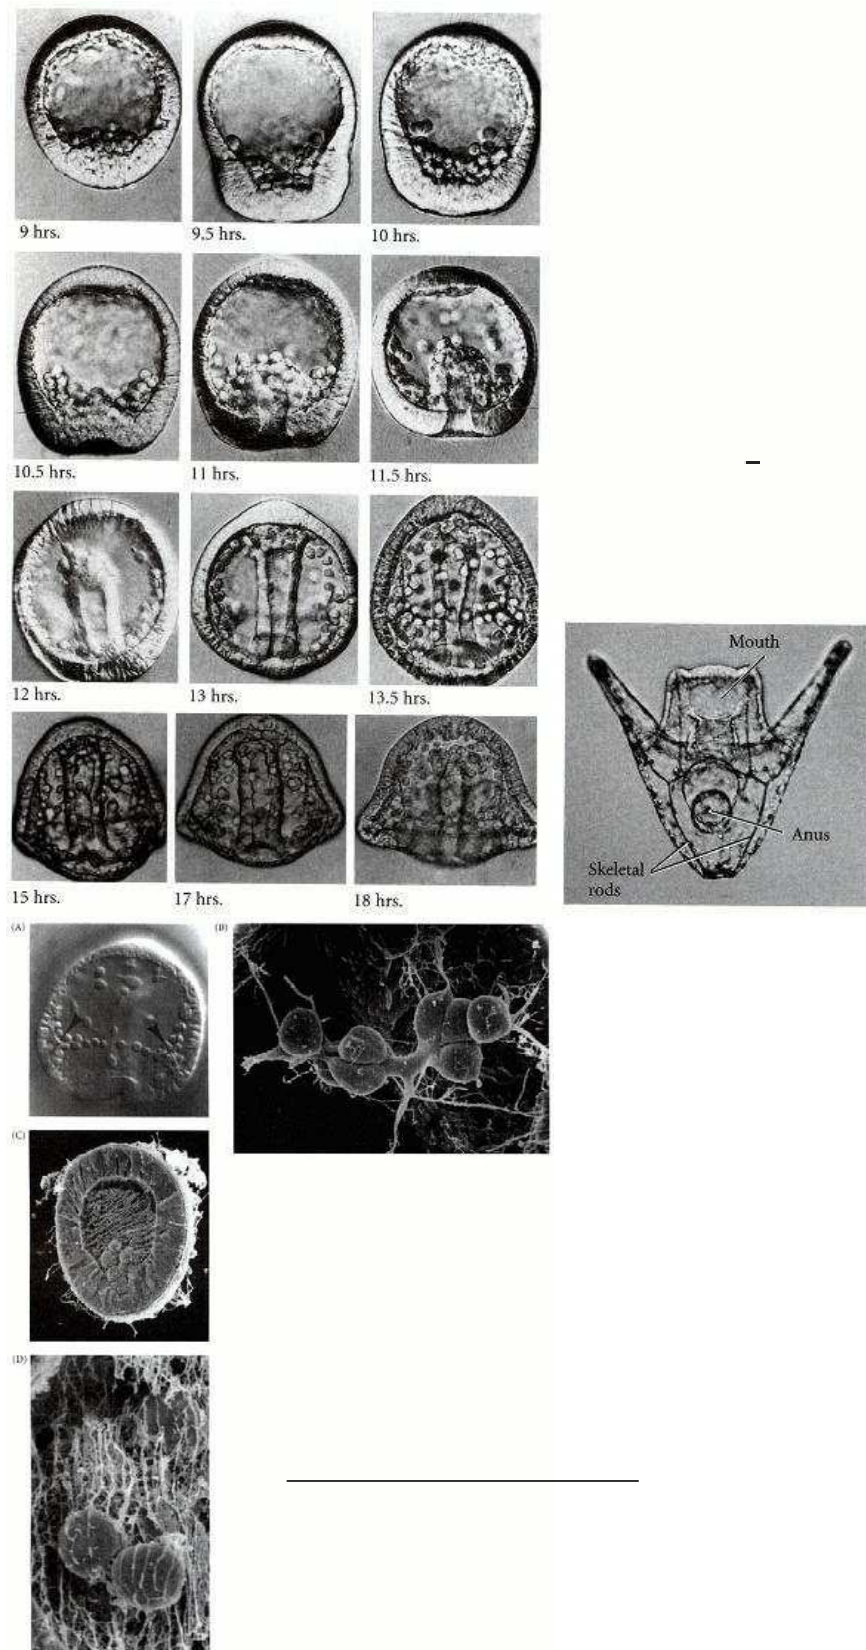 9 hrs.
9.5 hrs.
10 hrs.
10.5 hrs.
11 hrs.
11.5 hrs.
12 hrs.
13 hrs.
13.5 hrs.
Mouth
Anus
Skeletal
rods
15 hrs.
17 hrs.
18 hrs.
(A)
(B)
(C)
(D)